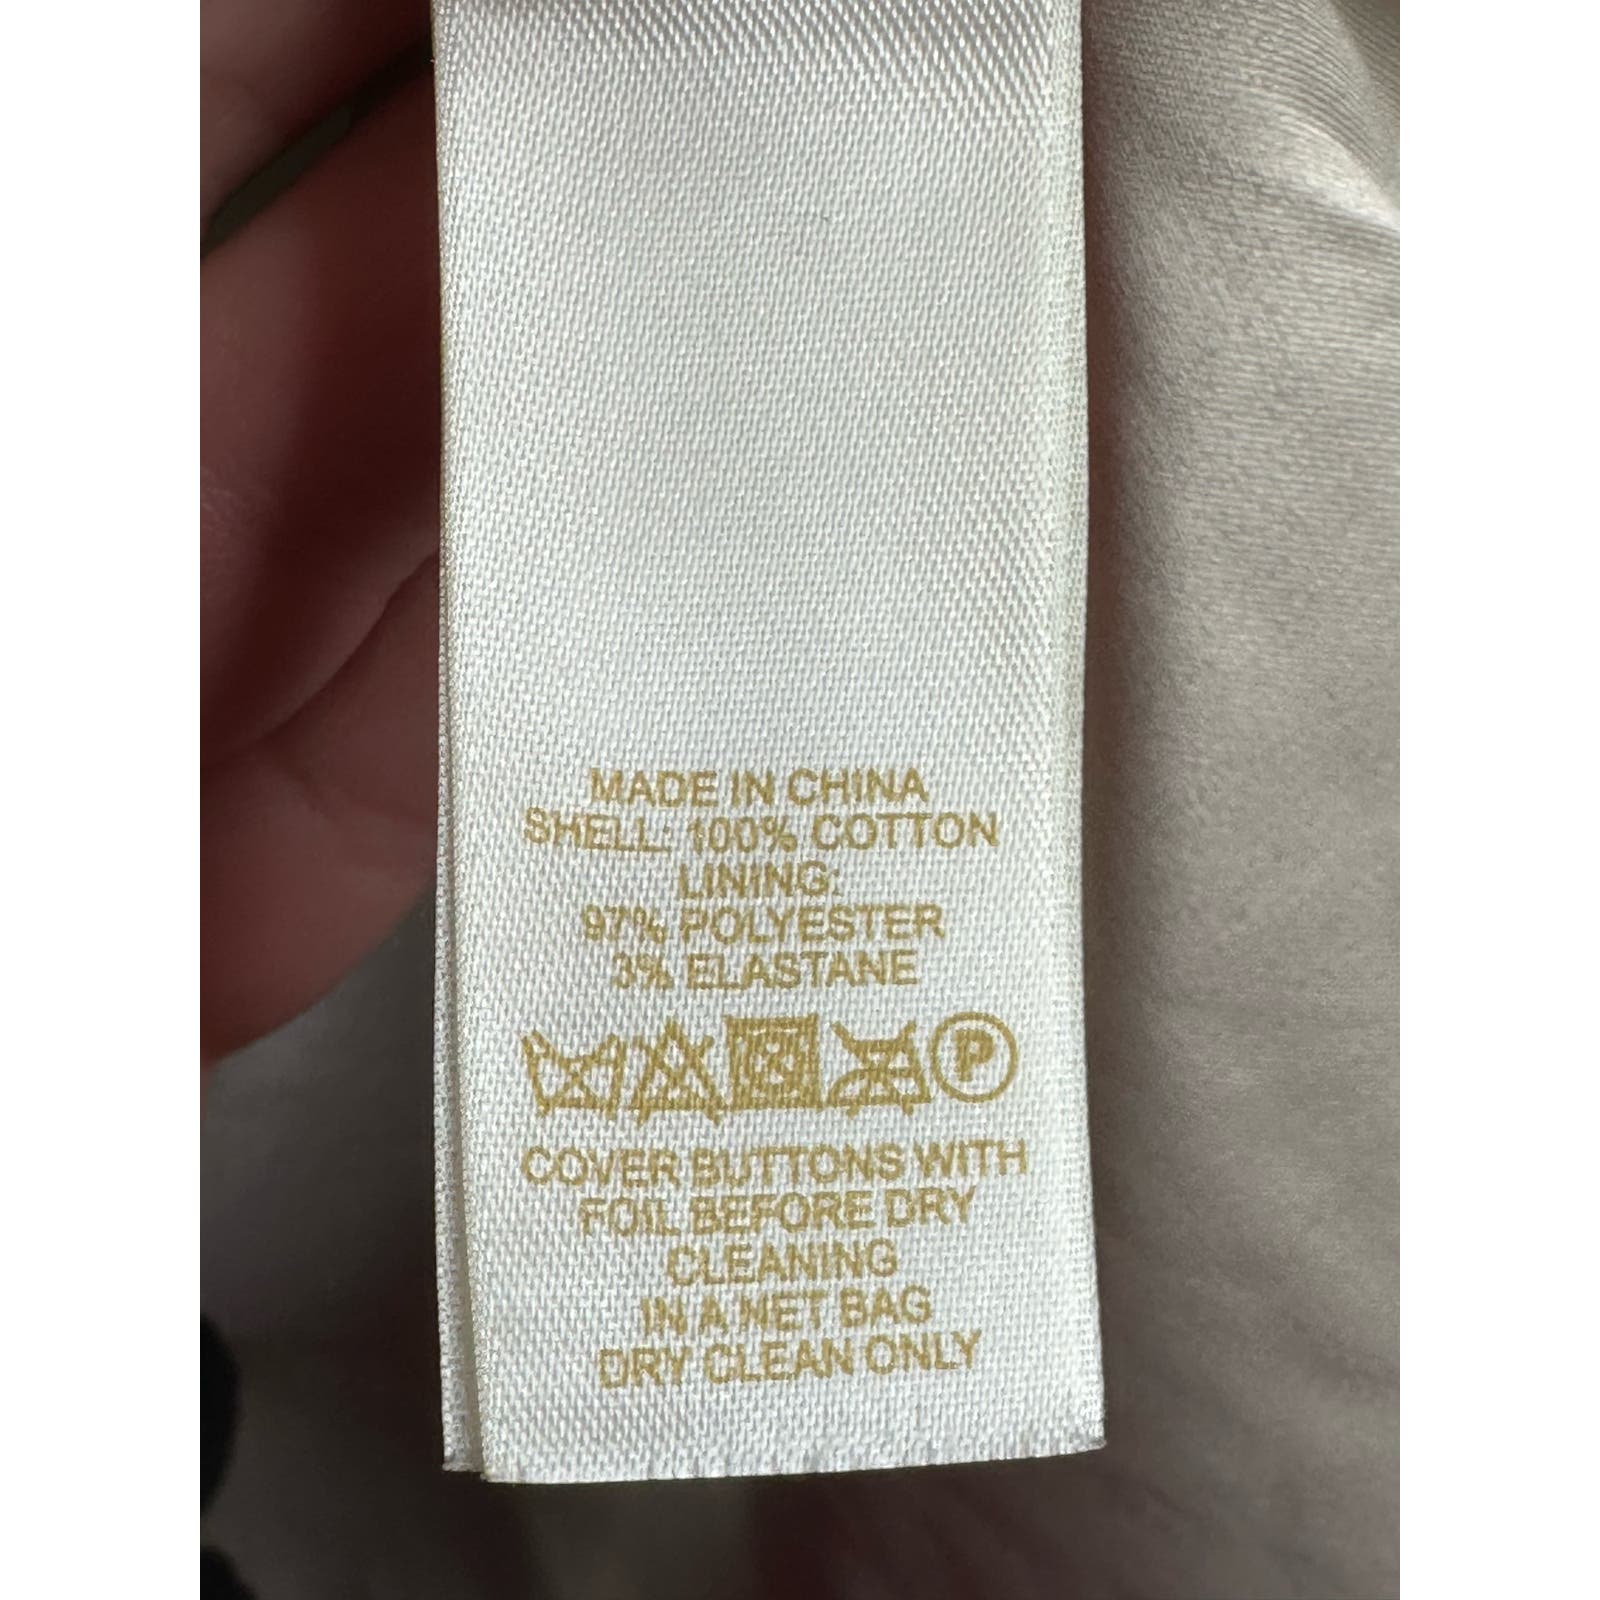 MADE IN CHINA
SHELL: 100% COTTON
LINING:
97% POLYESTER
3% ELASTANE
P
COVER BUTTONS WITH
FOIL BEFORE DRY
CLEANING
IN A NET BAG
DRY CLEAN ONLY